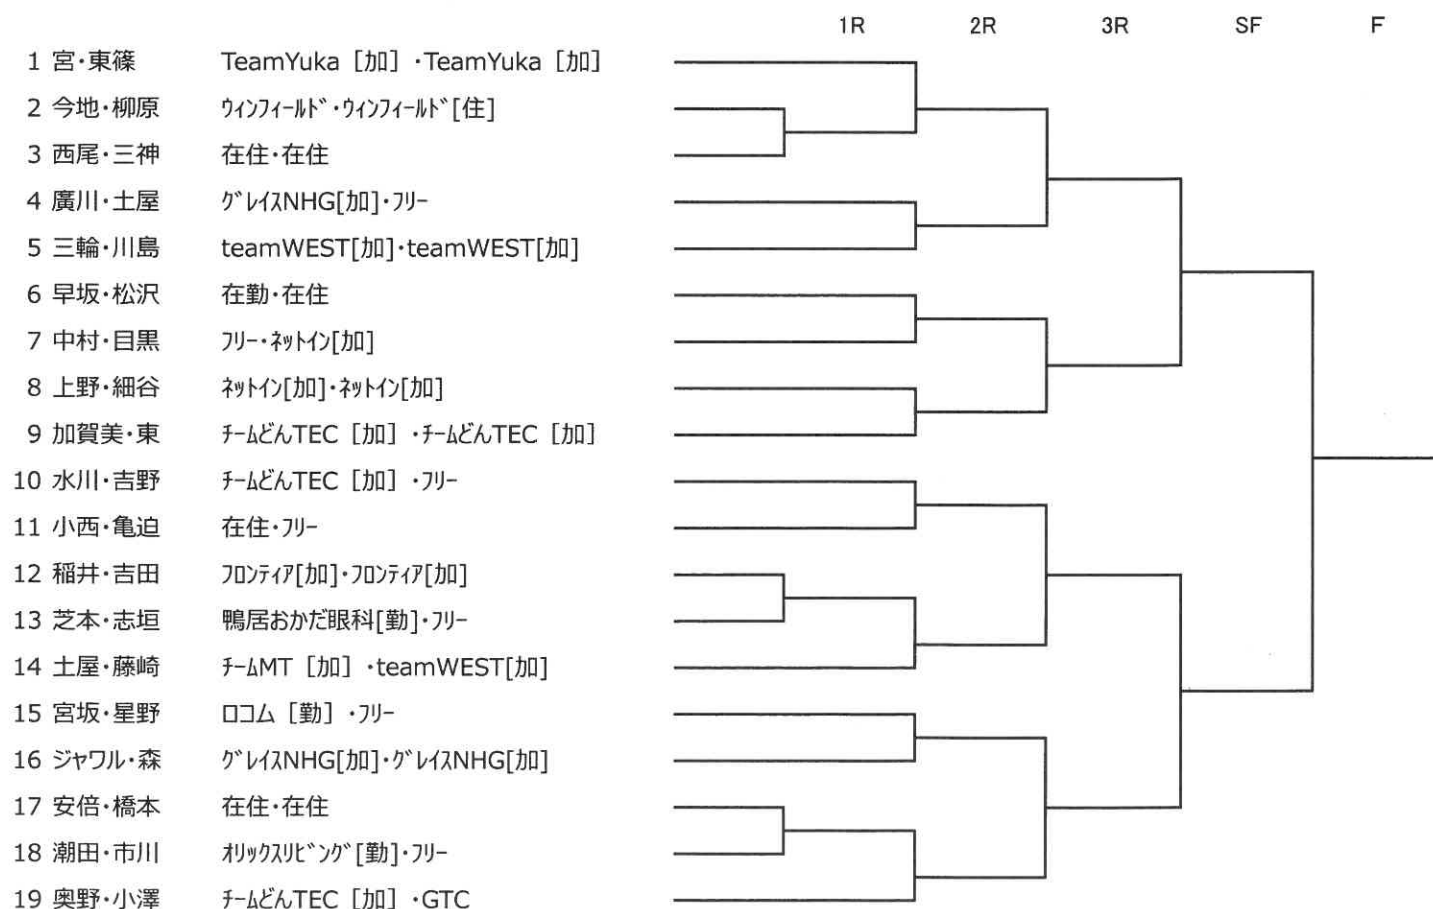 1R 2R 3R SF F
1 宮・東篠 TeamYuka［加］・TeamYuka［加］
2 今地・柳原 ｳｨﾝﾌｨｰﾙﾄﾞ・ｳｨﾝﾌｨｰﾙﾄﾞ[住]
3 西尾・三神 在住・在住
4 廣川・土屋 ｸﾞﾚｲｽNHG[加]・ﾌﾘｰ
5 三輪・川島 teamWEST[加]・teamWEST[加]
6 早坂・松沢 在勤・在住
7 中村・目黒 ﾌﾘｰ・ﾈｯﾄｲﾝ[加]
8 上野・細谷 ﾈｯﾄｲﾝ[加]・ﾈｯﾄｲﾝ[加]
9 加賀美・東 ﾁｰﾑどんTEC［加］・ﾁｰﾑどんTEC［加］
10 水川・吉野 ﾁｰﾑどんTEC［加］・ﾌﾘｰ
11 小西・亀迫 在住・ﾌﾘｰ
12 稲井・吉田 ﾌﾛﾝﾃｨｱ[加]・ﾌﾛﾝﾃｨｱ[加]
13 芝本・志垣 鴨居おかだ眼科[勤]・ﾌﾘｰ
14 土屋・藤崎 ﾁｰﾑMT［加］・teamWEST[加]
15 宮坂・星野 ロコム［勤］・ﾌﾘｰ
16 ジャワル・森 ｸﾞﾚｲｽNHG[加]・ｸﾞﾚｲｽNHG[加]
17 安倍・橋本 在住・在住
18 潮田・市川 ｵﾘｯｸｽﾘﾋﾞﾝｸﾞ[勤]・ﾌﾘｰ
19 奥野・小澤 ﾁｰﾑどんTEC［加］・GTC